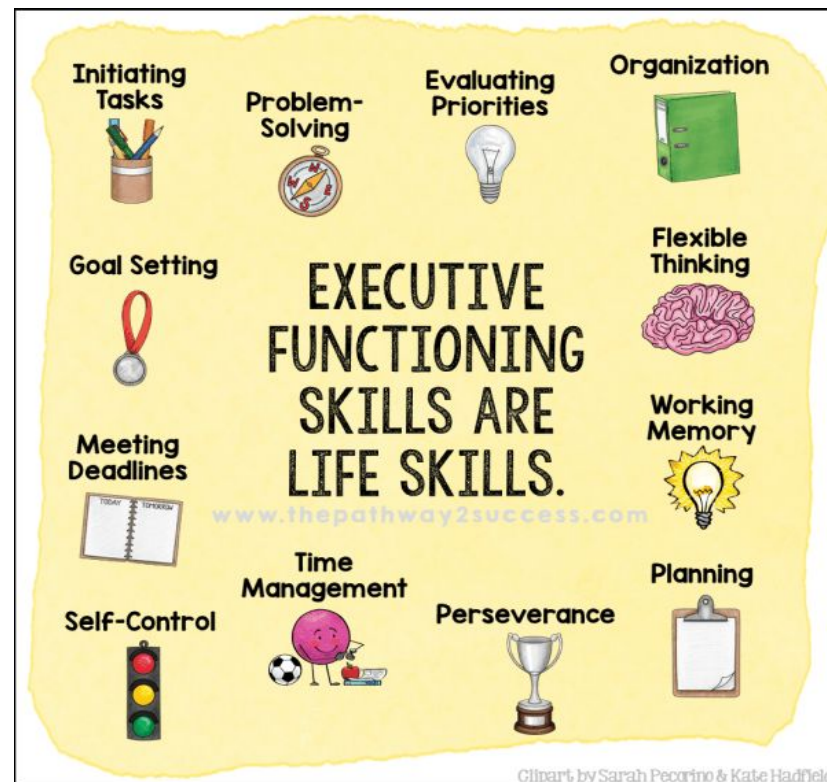 Initiating
Tasks
Problem-
Solving
Evaluating
Priorities
Organization
Goal Setting
EXECUTIVE
FUNCTIONING
SKILLS ARE
LIFE SKILLS.
Flexible
Thinking
Working
Memory
Meeting
Deadlines
TODAY
TOMORROW
www.thepathway2success.com
Time
Management
Planning
Self-Control
Perseverance
N
W
E
S
Clipart by Sarah Pecorino & Kate Hadfield